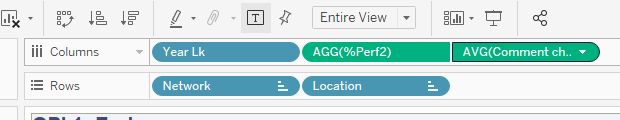 Entire View
Columns Year Lk AGG(%Perf2) AVG(Comment ch..
Rows Network Location